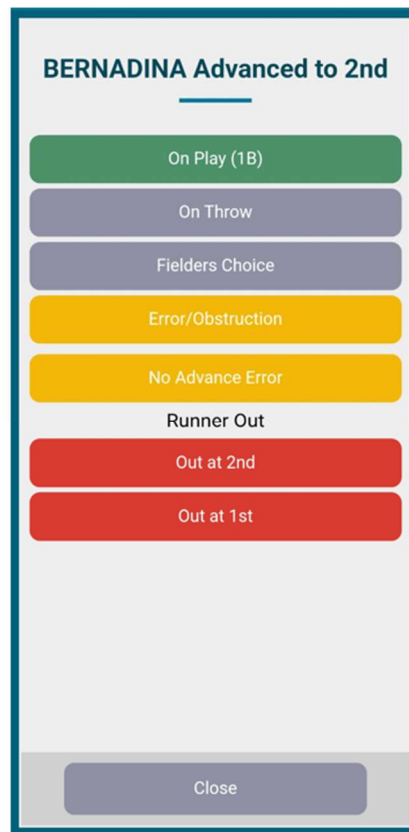 BERNADINA Advanced to 2nd
On Play (1B)
On Throw
Fielders Choice
Error/Obstruction
No Advance Error
Runner Out
Out at 2nd
Out at 1st
Close